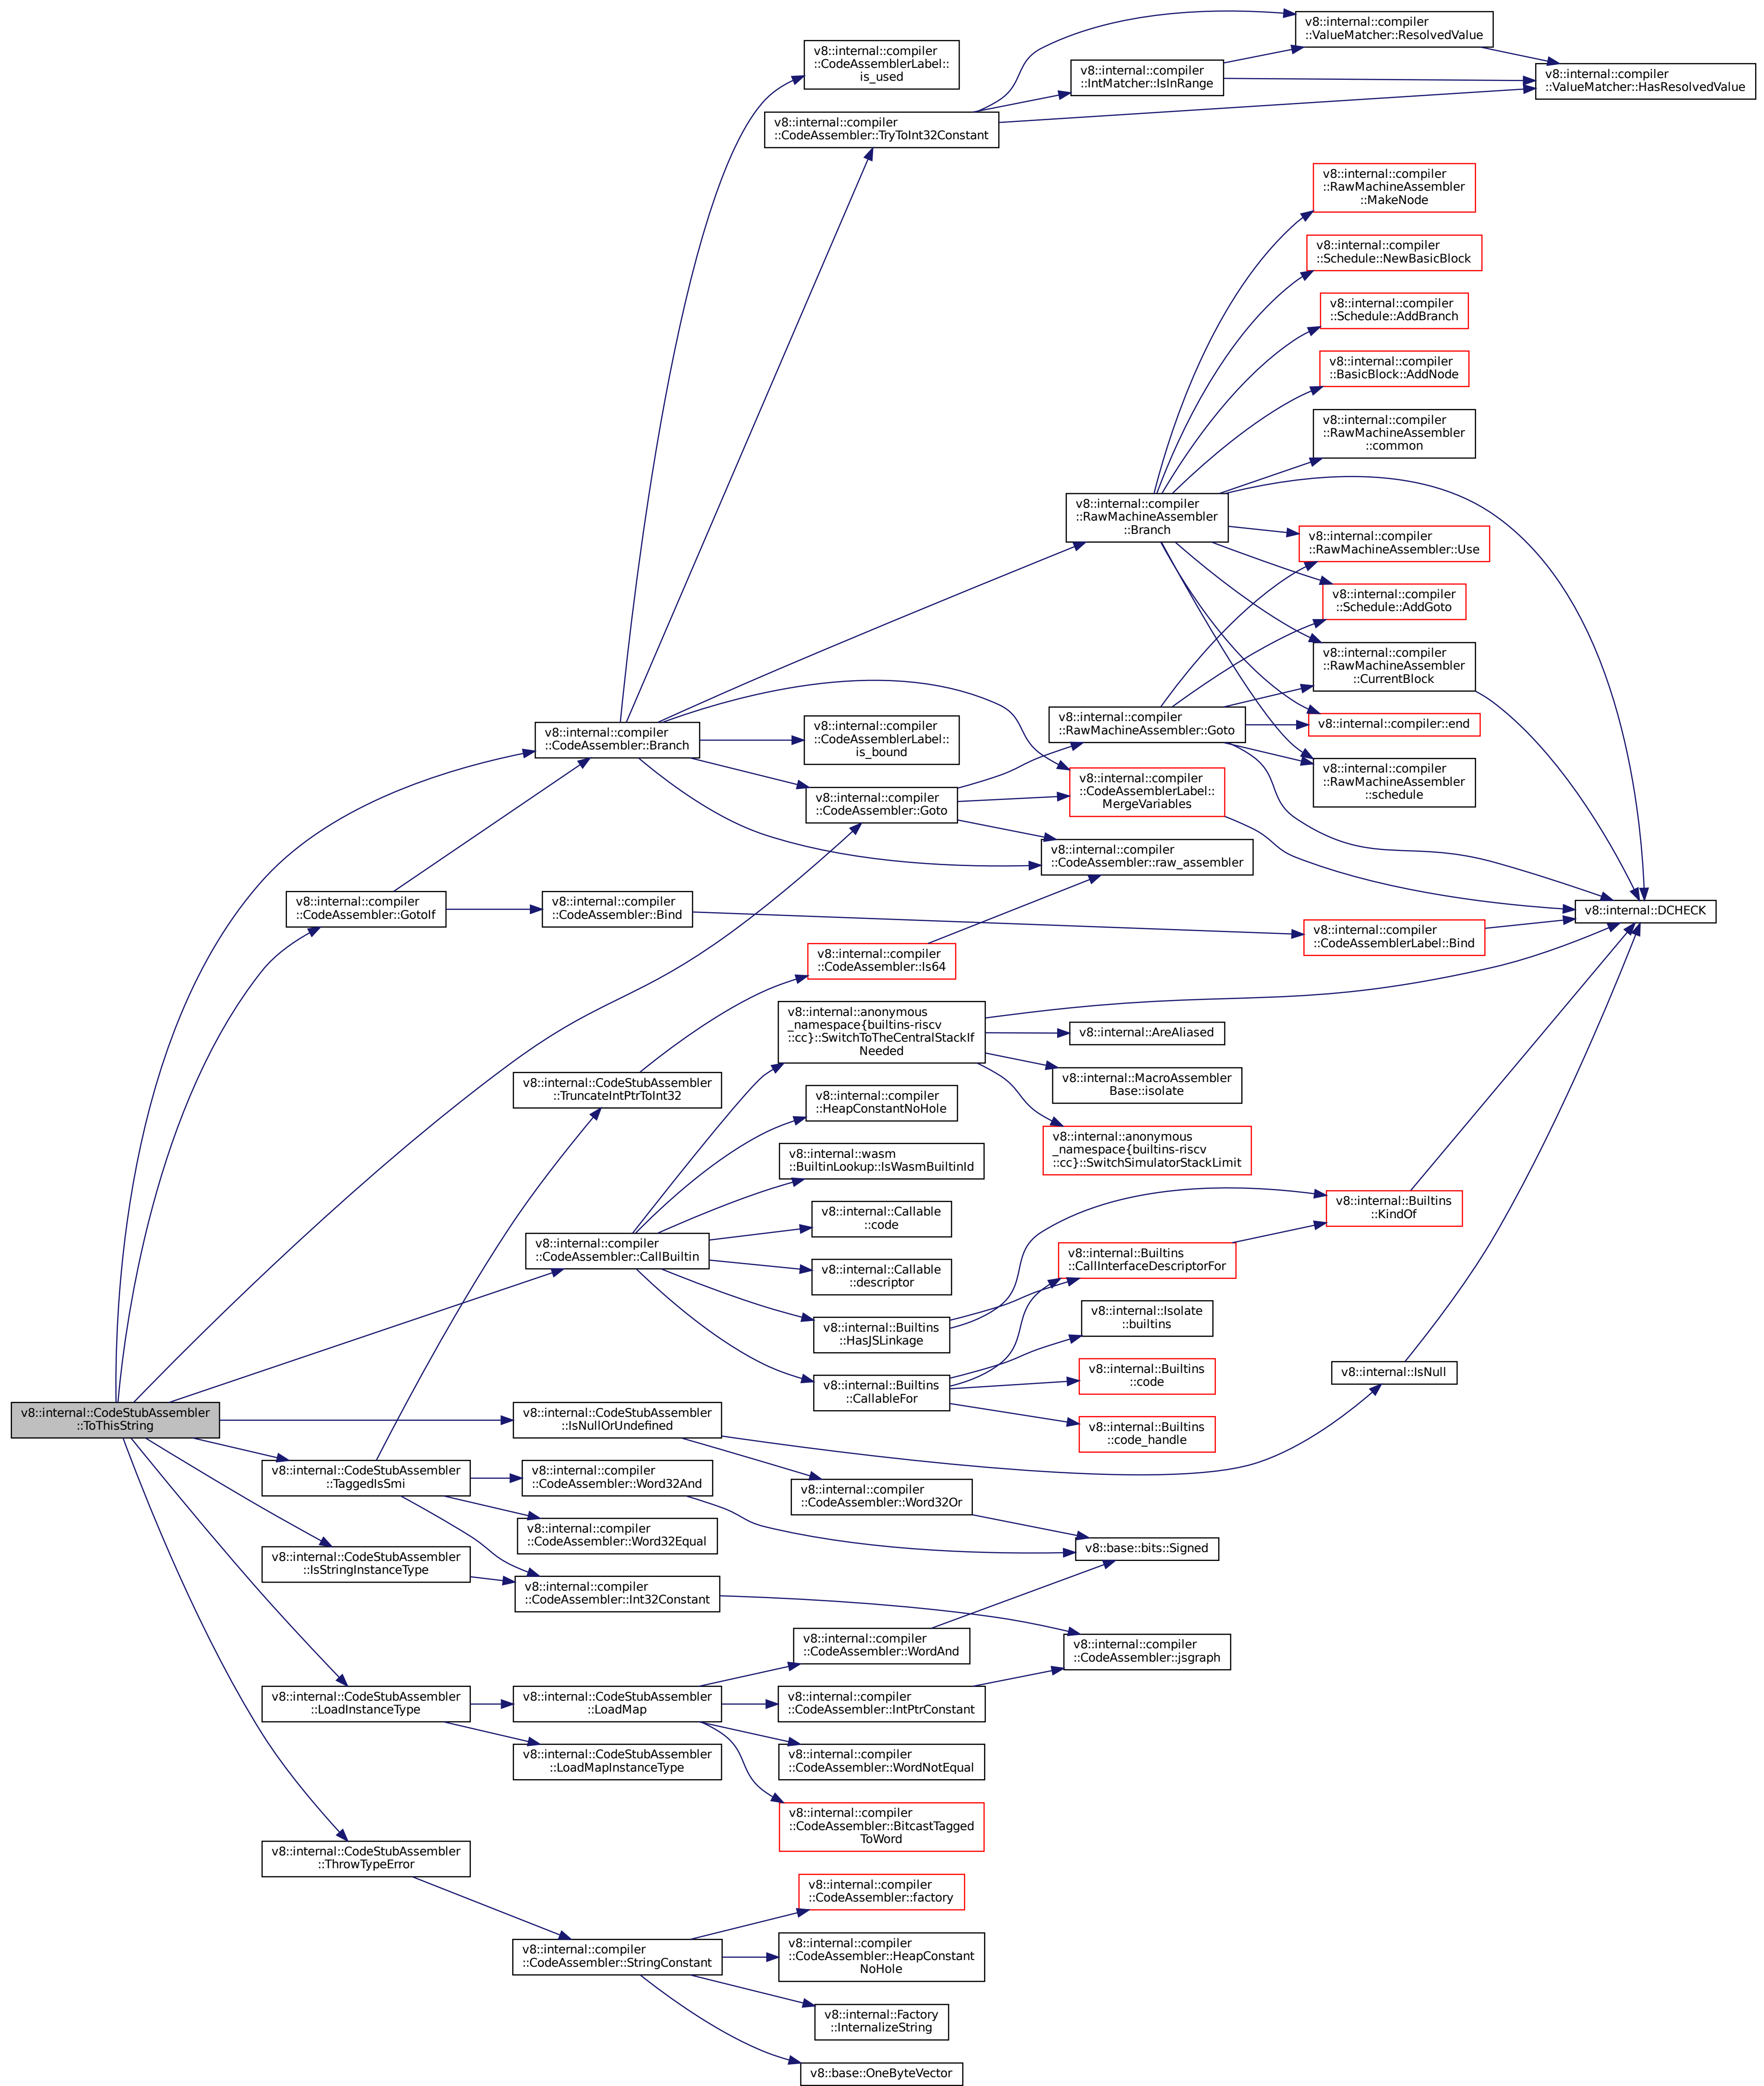 v8::internal::compiler
::CodeAssemblerLabel::
is_used
v8::internal::compiler
::CodeAssembler::TryToInt32Constant
v8::internal::compiler
::IntMatcher::IsInRange
v8::internal::compiler
::ValueMatcher::ResolvedValue
v8::internal::compiler
::ValueMatcher::HasResolvedValue
v8::internal::compiler
::RawMachineAssembler
::MakeNode
v8::internal::compiler
::Schedule::NewBasicBlock
v8::internal::compiler
::Schedule::AddBranch
v8::internal::compiler
::BasicBlock::AddNode
v8::internal::compiler
::RawMachineAssembler
::common
v8::internal::compiler
::RawMachineAssembler
::Branch
v8::internal::compiler
::RawMachineAssembler::Use
v8::internal::compiler
::Schedule::AddGoto
v8::internal::compiler
::RawMachineAssembler
::CurrentBlock
v8::internal::compiler::end
v8::internal::compiler
::RawMachineAssembler
::schedule
v8::internal::compiler
::RawMachineAssembler::Goto
v8::internal::compiler
::CodeAssembler::Branch
v8::internal::compiler
::CodeAssemblerLabel::
is_bound
v8::internal::compiler
::CodeAssembler::Goto
v8::internal::compiler
::CodeAssemblerLabel::
MergeVariables
v8::internal::compiler
::CodeAssembler::raw_assembler
v8::internal::compiler
::CodeAssembler::GotoIf
v8::internal::compiler
::CodeAssembler::Bind
v8::internal::compiler
::CodeAssemblerLabel::Bind
v8::internal::DCHECK
v8::internal::compiler
::CodeAssembler::Is64
v8::internal::anonymous
_namespace{builtins-riscv
::cc}::SwitchToTheCentralStackIf
Needed
v8::internal::AreAliased
v8::internal::MacroAssembler
Base::isolate
v8::internal::anonymous
_namespace{builtins-riscv
::cc}::SwitchSimulatorStackLimit
v8::internal::CodeStubAssembler
::TruncateIntPtrToInt32
v8::internal::compiler
::HeapConstantNoHole
v8::internal::wasm
::BuiltinLookup::IsWasmBuiltinId
v8::internal::Callable
::code
v8::internal::compiler
::CodeAssembler::CallBuiltin
v8::internal::Callable
::descriptor
v8::internal::Builtins
::KindOf
v8::internal::Builtins
::CallInterfaceDescriptorFor
v8::internal::Builtins
::HasJSLinkage
v8::internal::Isolate
::builtins
v8::internal::Builtins
::CallableFor
v8::internal::Builtins
::code
v8::internal::Builtins
::code_handle
v8::internal::IsNull
v8::internal::CodeStubAssembler
::ToThisString
v8::internal::CodeStubAssembler
::IsNullOrUndefined
v8::internal::CodeStubAssembler
::TaggedIsSmi
v8::internal::compiler
::CodeAssembler::Word32And
v8::internal::compiler
::CodeAssembler::Word32Or
v8::internal::compiler
::CodeAssembler::Word32Equal
v8::base::bits::Signed
v8::internal::CodeStubAssembler
::IsStringInstanceType
v8::internal::compiler
::CodeAssembler::Int32Constant
v8::internal::compiler
::CodeAssembler::WordAnd
v8::internal::compiler
::CodeAssembler::jsgraph
v8::internal::CodeStubAssembler
::LoadInstanceType
v8::internal::CodeStubAssembler
::LoadMap
v8::internal::compiler
::CodeAssembler::IntPtrConstant
v8::internal::CodeStubAssembler
::LoadMapInstanceType
v8::internal::compiler
::CodeAssembler::WordNotEqual
v8::internal::compiler
::CodeAssembler::BitcastTagged
ToWord
v8::internal::CodeStubAssembler
::ThrowTypeError
v8::internal::compiler
::CodeAssembler::factory
v8::internal::compiler
::CodeAssembler::StringConstant
v8::internal::compiler
::CodeAssembler::HeapConstant
NoHole
v8::internal::Factory
::InternalizeString
v8::base::OneByteVector